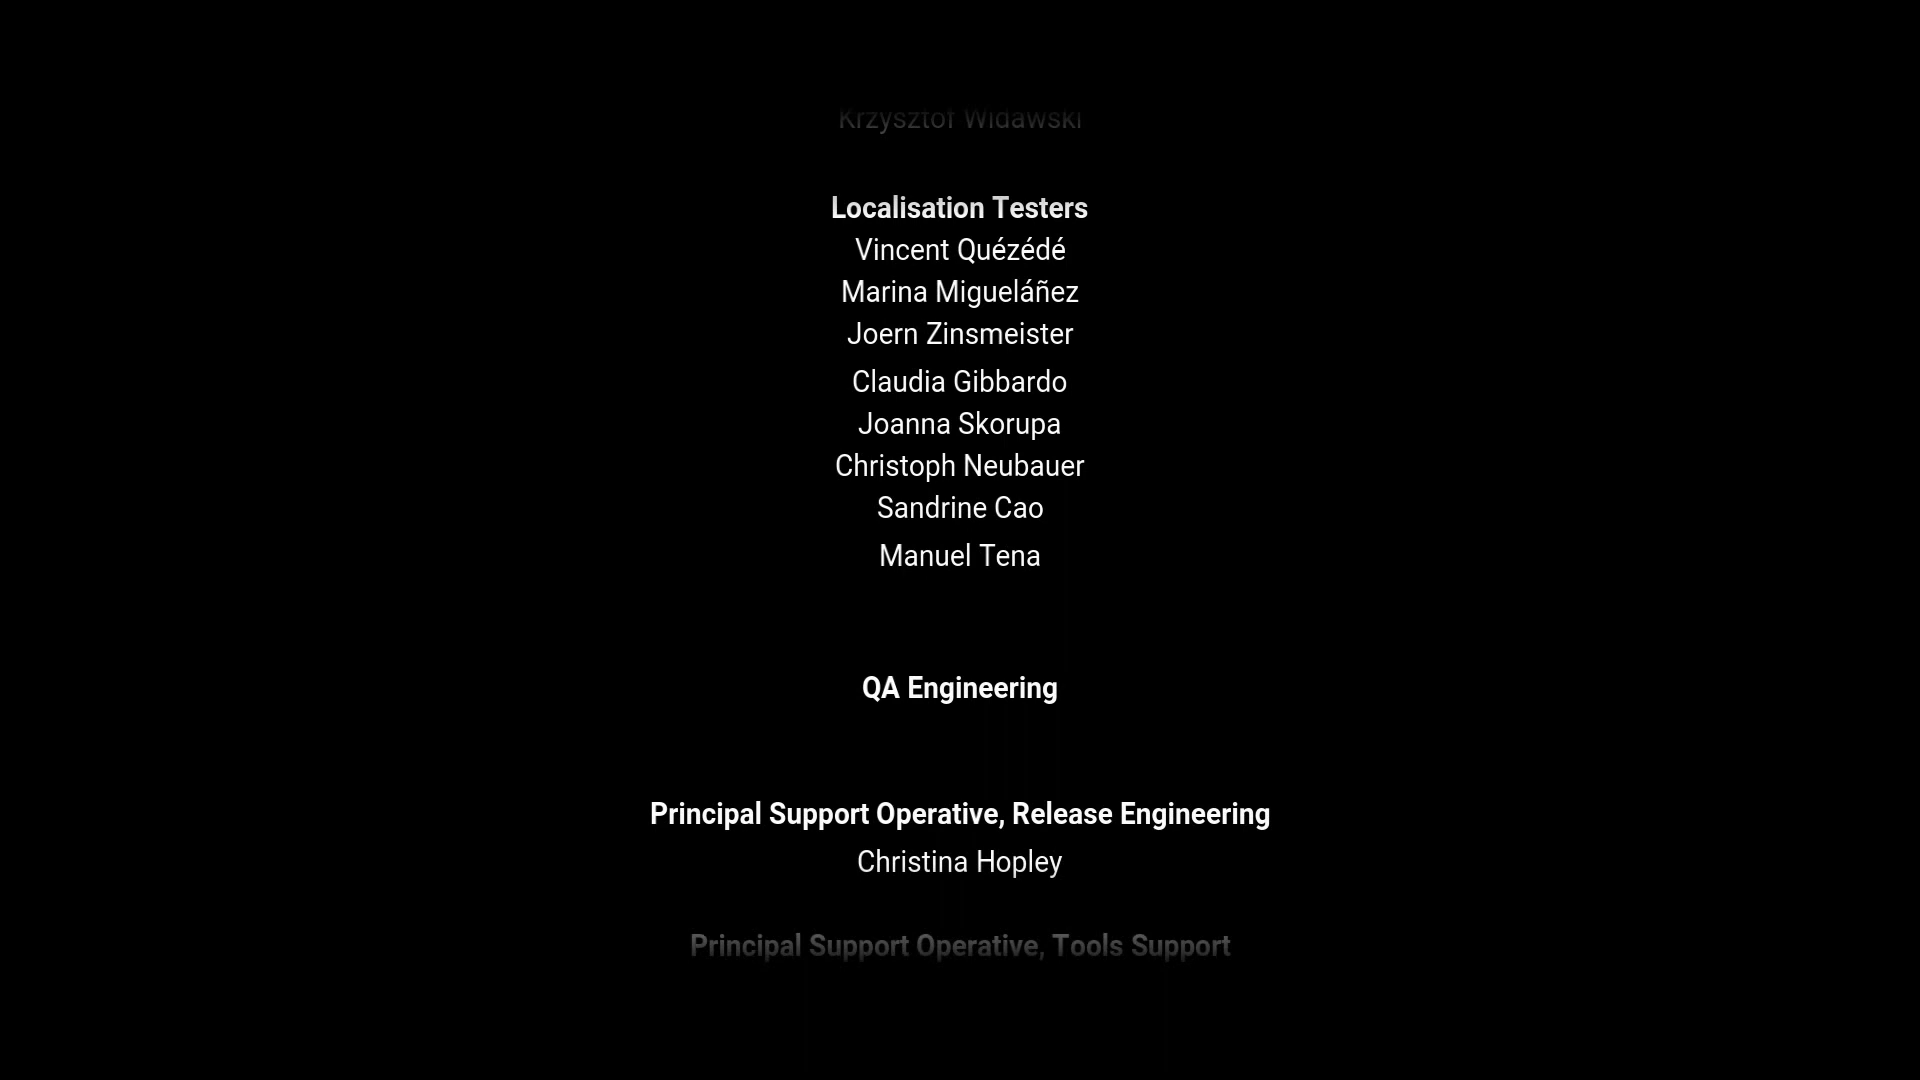 Krzysztof Widawski
Localisation Testers
Vincent Quézédé
Marina Migueláñez
Joern Zinsmeister
Claudia Gibbardo
Joanna Skorupa
Christoph Neubauer
Sandrine Cao
Manuel Tena
QA Engineering
Principal Support Operative, Release Engineering
Christina Hopley
Principal Support Operative, Tools Support